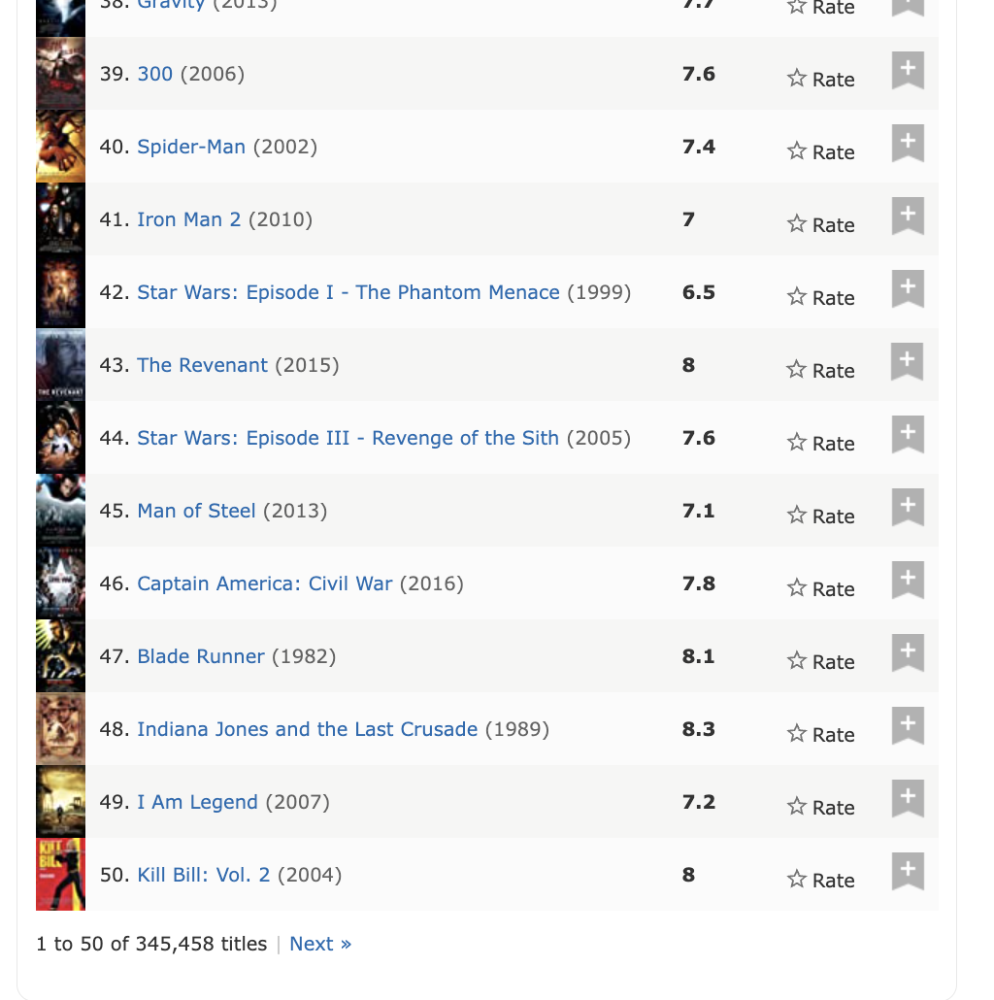 38. Gravity (2013) 7.7 Rate
39. 300 (2006) 7.6 Rate
40. Spider-Man (2002) 7.4 Rate
41. Iron Man 2 (2010) 7 Rate
42. Star Wars: Episode I - The Phantom Menace (1999) 6.5 Rate
43. The Revenant (2015) 8 Rate
THE REVENANT
44. Star Wars: Episode III - Revenge of the Sith (2005) 7.6 Rate
45. Man of Steel (2013) 7.1 Rate
46. Captain America: Civil War (2016) 7.8 Rate
47. Blade Runner (1982) 8.1 Rate
48. Indiana Jones and the Last Crusade (1989) 8.3 Rate
49. I Am Legend (2007) 7.2 Rate
KILL
BILL
50. Kill Bill: Vol. 2 (2004) 8 Rate
1 to 50 of 345,458 titles | Next »